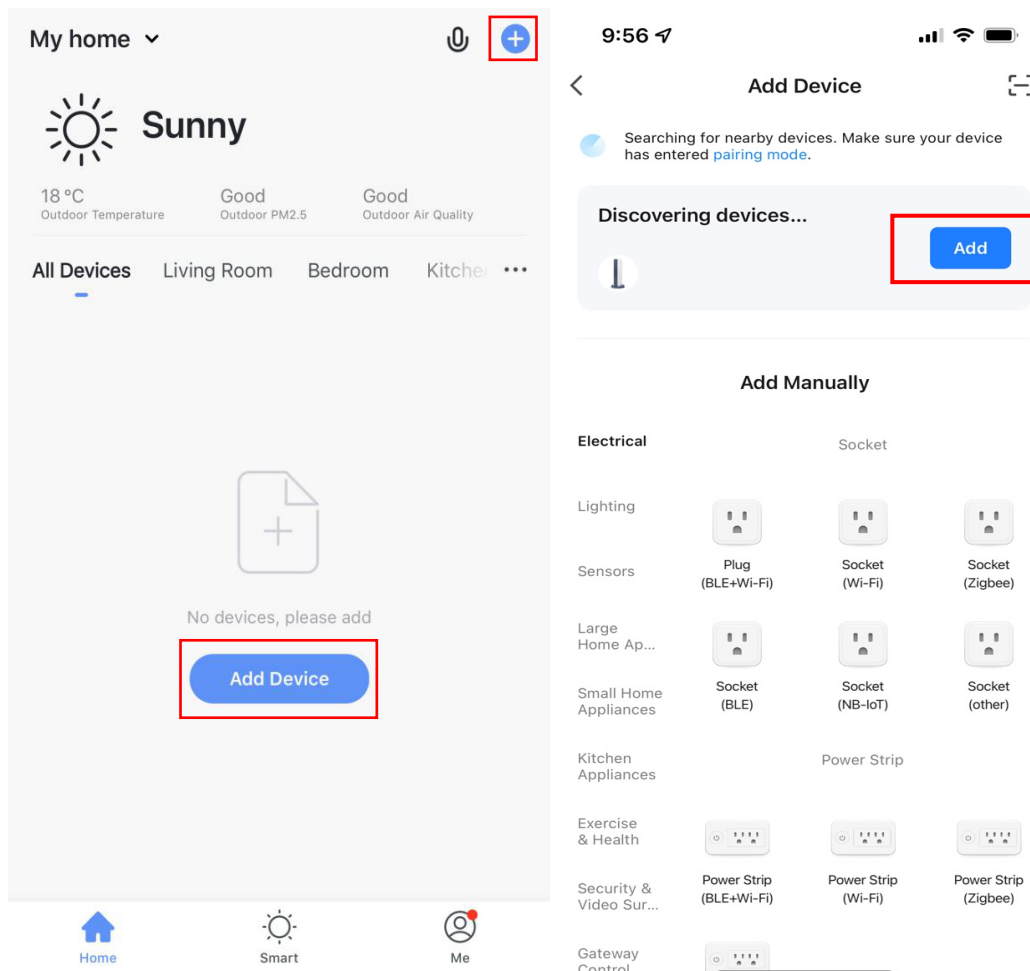 My home
Sunny
18 °C
Outdoor Temperature
Good
Outdoor PM2.5
Good
Outdoor Air Quality
All Devices
Living Room
Bedroom
Kitchen
No devices, please add
Add Device
Home
Smart
Me
9:56
Add Device
Searching for nearby devices. Make sure your device
has entered pairing mode.
Discovering devices...
Add
Add Manually
Electrical
Lighting
Sensors
Large
Home Ap...
Small Home
Appliances
Kitchen
Appliances
Exercise
& Health
Security &
Video Sur...
Gateway
Control
Socket
Plug
(BLE+Wi-Fi)
Socket
(Wi-Fi)
Socket
(Zigbee)
Socket
(BLE)
Socket
(NB-IoT)
Socket
(other)
Power Strip
Power Strip
(BLE+Wi-Fi)
Power Strip
(Wi-Fi)
Power Strip
(Zigbee)